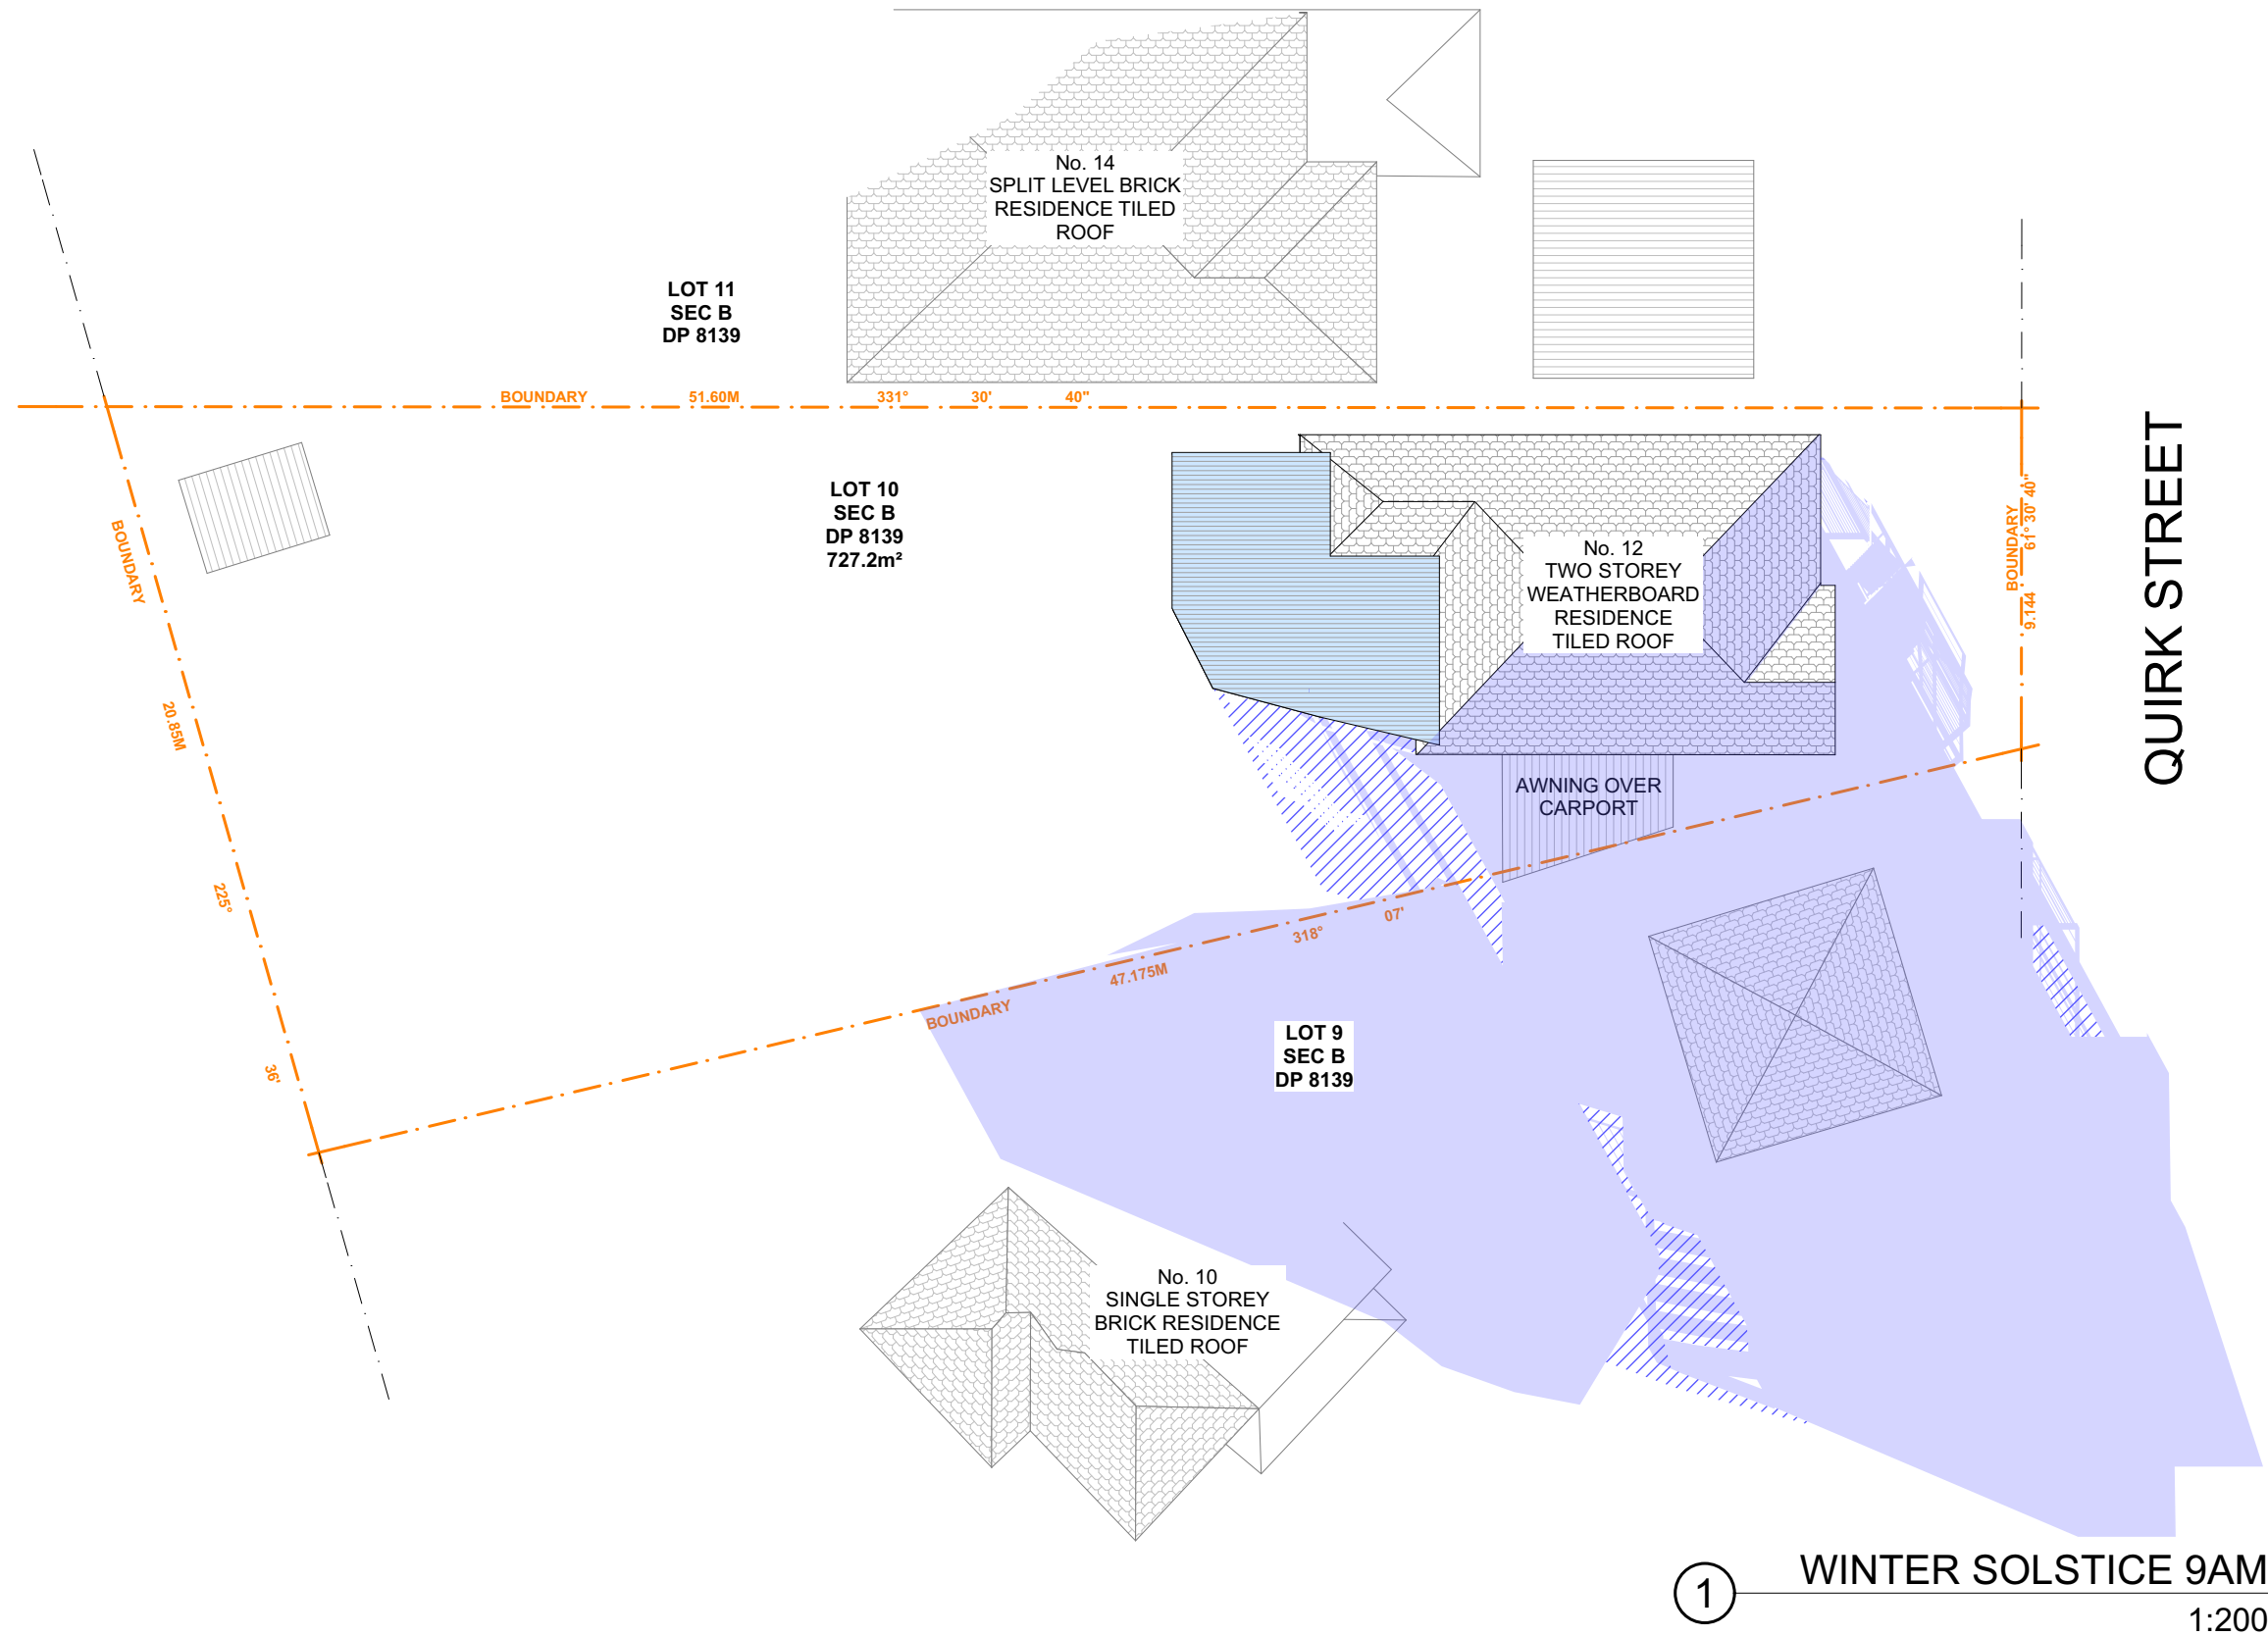 No. 14
SPLIT LEVEL BRICK
RESIDENCE TILED
ROOF
LOT 11
SEC B
DP 8139
BOUNDARY 51.60M 331° 30' 40"
LOT 10
SEC B
DP 8139
727.2m²
No. 12
TWO STOREY
WEATHERBOARD
RESIDENCE
TILED ROOF
BOUNDARY
9.144 61° 30' 40"
QUIRK STREET
BOUNDARY 20.85M 225° 36'
AWNING OVER
CARPORT
BOUNDARY 47.175M 318° 07'
LOT 9
SEC B
DP 8139
No. 10
SINGLE STOREY
BRICK RESIDENCE
TILED ROOF
1 WINTER SOLSTICE 9AM
1:200